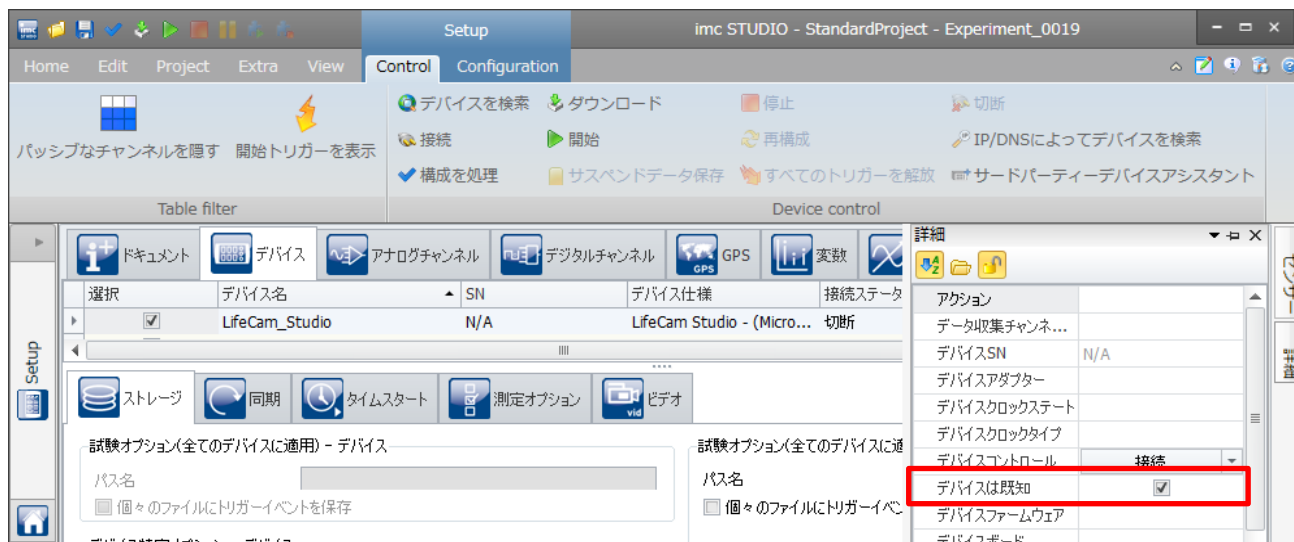 Setup
imc STUDIO - StandardProject - Experiment_0019
Home Edit Project Extra View Control Configuration
パッシブなチャンネルを隠す
開始トリガーを表示
Table filter
デバイスを検索 ダウンロード 停止 切断
接続 開始 再構成 IP/DNSによってデバイスを検索
構成を処理 サスペンドデータ保存 すべてのトリガーを解放 サードパーティーデバイスアシスタント
Device control
ドキュメント デバイス アナログチャンネル デジタルチャンネル GPS GPS 変数
選択 デバイス名 SN デバイス仕様 接続ステータ
LifeCam_Studio N/A LifeCam Studio - (Micro... 切断
Setup
ストレージ 同期 タイムスタート 測定オプション vid ビデオ
試験オプション(全てのデバイスに適用) - デバイス
パス名
個々のファイルにトリガーイベントを保存
試験オプション(全てのデバイスに適
パス名
個々のファイルにトリガーイベン
詳細
アクション
データ収集チャンネ...
デバイスSN N/A
デバイスアダプター
デバイスクロックステート
デバイスクロックタイプ
デバイスコントロール 接続
デバイスは既知
デバイスファームウェア
デバイスボード
センサー
詳細